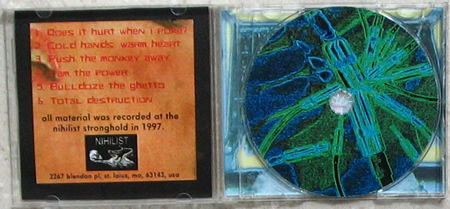 1. Does it hurt when i poke?
2. Cold hands: warm heart
3. Push the monkey away
from the power
5. Bulldoze the ghetto
6. Total destruction
all material was recorded at the
nihilist stronghold in 1997.
NIHILIST
2267 blendon pl, st. louis, mo, 63143, usa